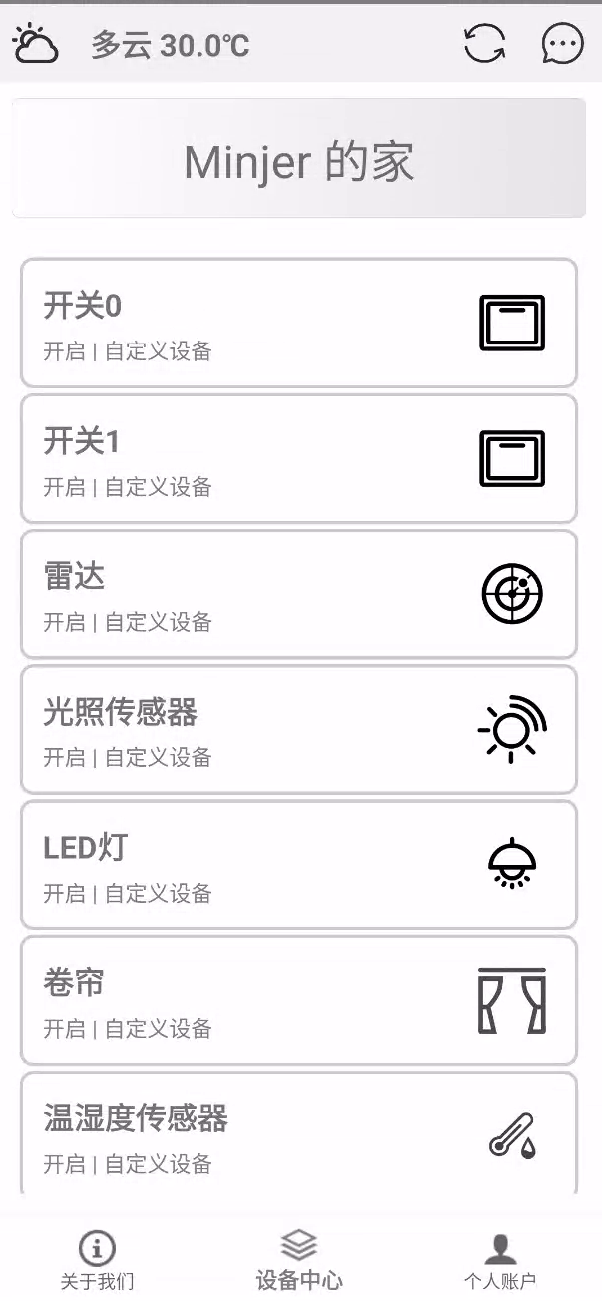 多云 30.0℃
Minjer 的家
开关0
开启 | 自定义设备
开关1
开启 | 自定义设备
雷达
开启 | 自定义设备
光照传感器
开启 | 自定义设备
LED灯
开启 | 自定义设备
卷帘
开启 | 自定义设备
温湿度传感器
开启 | 自定义设备
关于我们
设备中心
个人账户